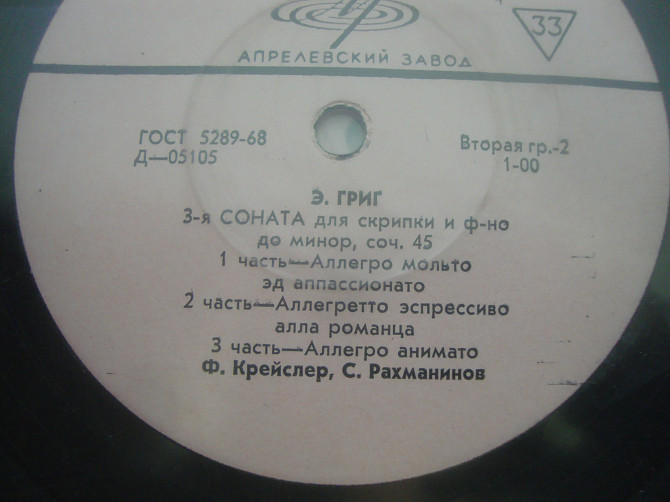 33
АПРЕЛЕВСКИЙ ЗАВОД
ГОСТ 5289-68
Д—05105
Вторая гр.-2
1-00
Э. ГРИГ
3-я СОНАТА для скрипки и ф-но
до минор, соч. 45
1 часть—Аллегро мольто
эд аппассионато
2 часть—Аллегретто эспрессиво
алла романца
3 часть—Аллегро анимато
Ф. Крейслер, С. Рахманинов